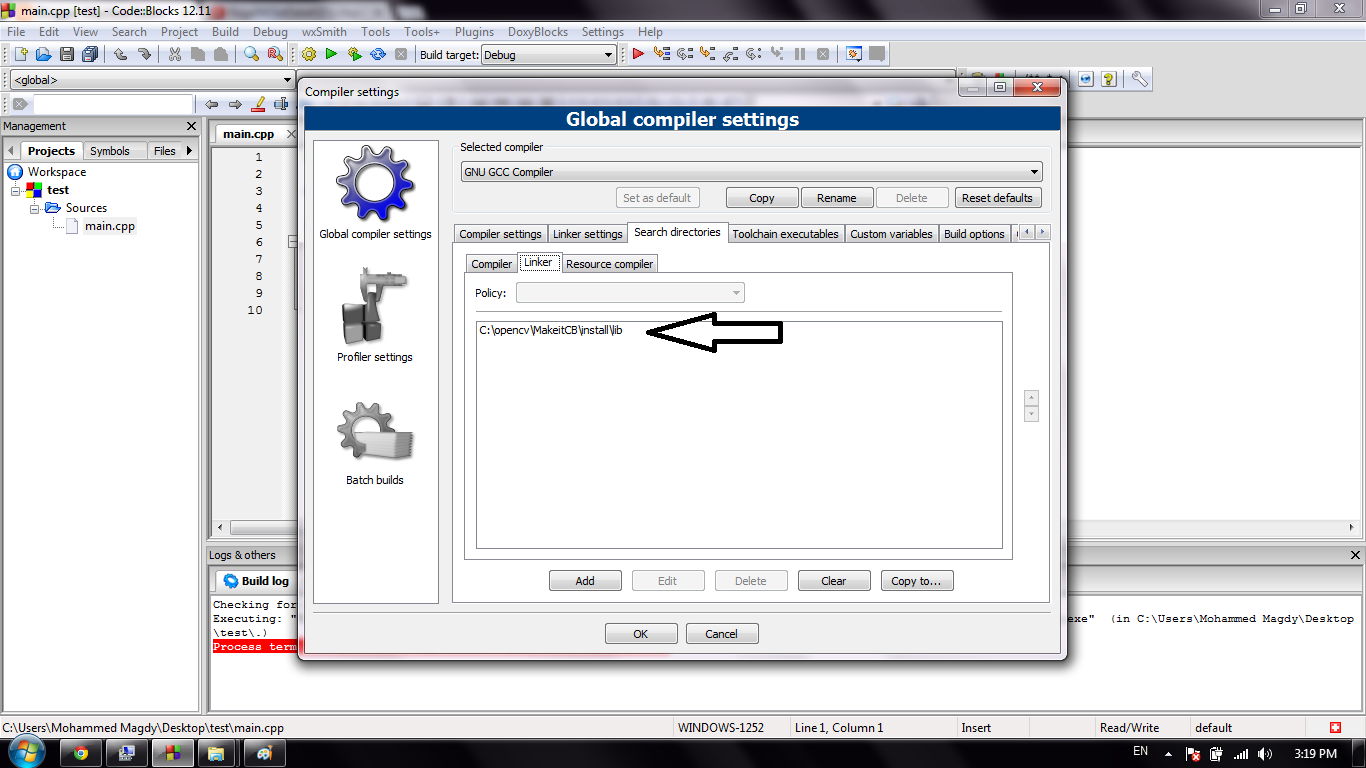 main.cpp [test] - Code::Blocks 12.11
File Edit View Search Project Build Debug wxSmith Tools Tools+ Plugins DoxyBlocks Settings Help
Build target: Debug
<global>
Compiler settings
Global compiler settings
Management
Projects Symbols Files
Workspace
test
Sources
main.cpp
main.cpp
1
2
3
4
5
6
7
8
9
10
Global compiler settings
Profiler settings
Batch builds
Selected compiler
GNU GCC Compiler
Set as default Copy Rename Delete Reset defaults
Compiler settings Linker settings Search directories Toolchain executables Custom variables Build options
Compiler Linker Resource compiler
Policy:
C:\opencv\MakeitCB\install\lib
Add Edit Delete Clear Copy to...
OK Cancel
Logs & others
Build log
Checking for
Executing: " exe" (in C:\Users\Mohammed Magdy\Desktop
\test\.)
Process term
C:\Users\Mohammed Magdy\Desktop\test\main.cpp WINDOWS-1252 Line 1, Column 1 Insert Read/Write default
EN 3:19 PM